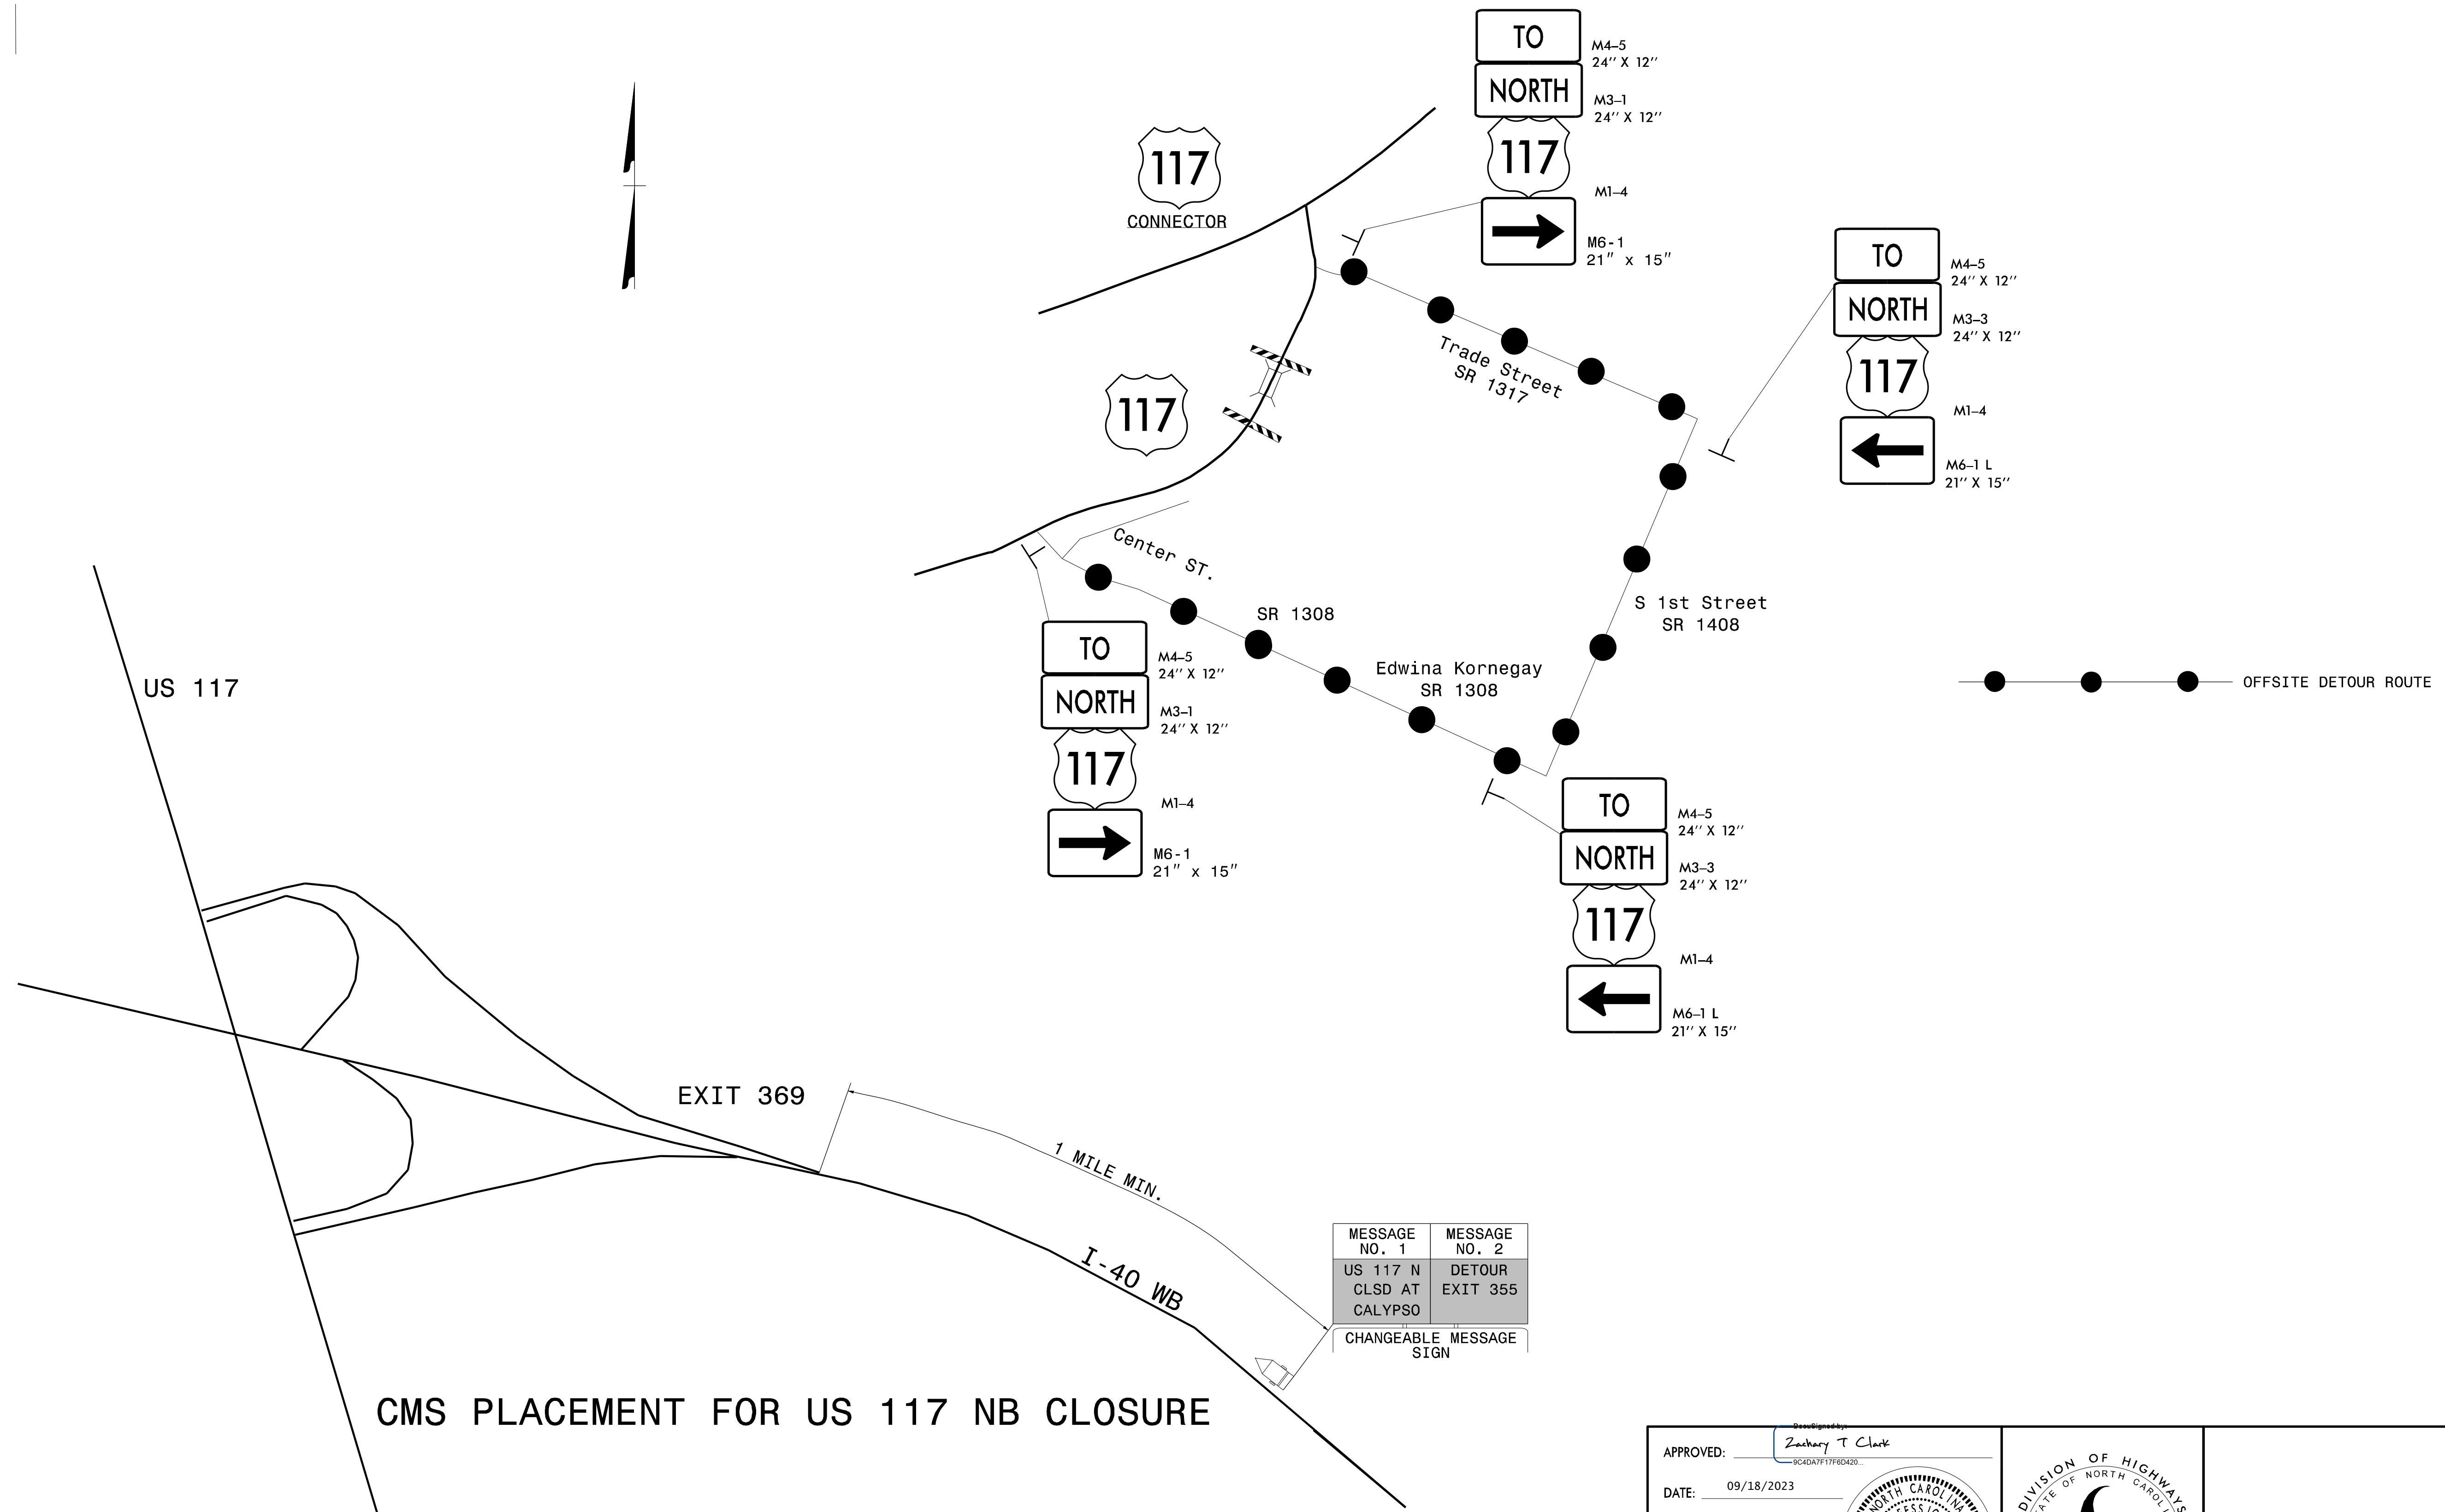 TO
M4-5
24'' X 12''
NORTH
M3-1
24'' X 12''
117
M1-4
M6-1
21" x 15"
117
CONNECTOR
TO
M4-5
24'' X 12''
NORTH
M3-3
24'' X 12''
117
M1-4
M6-1 L
21'' X 15''
Trade Street
SR 1317
117
Center ST.
SR 1308
S 1st Street
SR 1408
Edwina Kornegay
SR 1308
OFFSITE DETOUR ROUTE
US 117
TO
M4-5
24'' X 12''
NORTH
M3-1
24'' X 12''
117
M1-4
M6-1
21" x 15"
TO
M4-5
24'' X 12''
NORTH
M3-3
24'' X 12''
117
M1-4
M6-1 L
21'' X 15''
EXIT 369
1 MILE MIN.
I-40 WB
MESSAGE NO. 1
MESSAGE NO. 2
US 117 N
CLSD AT
CALYPSO
DETOUR
EXIT 355
CHANGEABLE MESSAGE
SIGN
CMS PLACEMENT FOR US 117 NB CLOSURE
DocuSigned by:
APPROVED: Zachary T Clark
9C4DA7F17F6D420...
DATE: 09/18/2023
NORTH CAROLINA
DIVISION OF HIGHWAYS